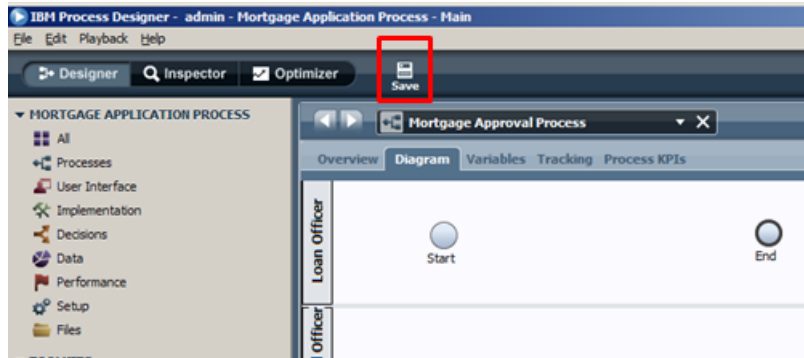 IBM Process Designer - admin - Mortgage Application Process - Main
File Edit Playback Help
Designer Inspector Optimizer Save
MORTGAGE APPLICATION PROCESS
All
Processes
User Interface
Implementation
Decisions
Data
Performance
Setup
Files
Mortgage Approval Process
Overview Diagram Variables Tracking Process KPIs
Loan Officer
Start
End
Officer